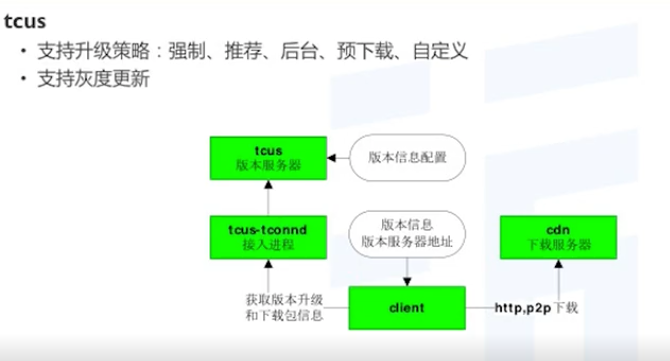 tcus
• 支持升级策略：强制、推荐、后台、预下载、自定义
• 支持灰度更新
tcus
版本服务器
版本信息配置
tcus-tconnd
接入进程
版本信息
版本服务器地址
cdn
下载服务器
获取版本升级
和下载包信息
client
http,p2p下载